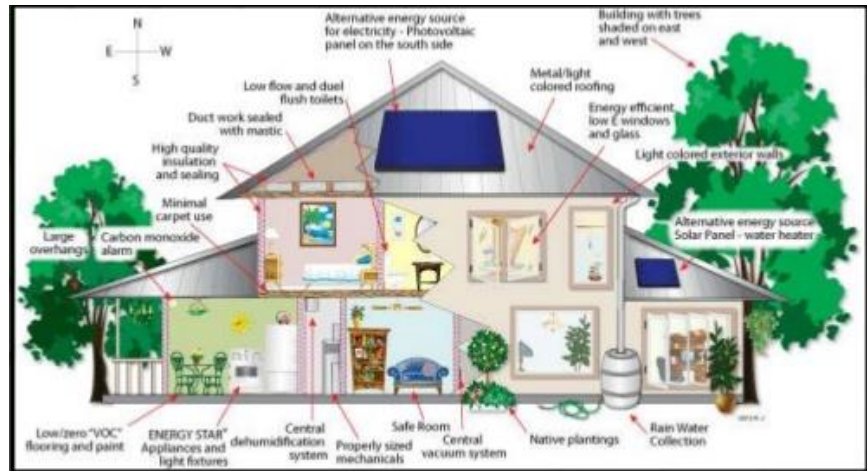 N
E W
S
Alternative energy source
for electricity - Photovoltaic
panel on the south side
Building with trees
shaded on east
and west
Low flow and duel
flush toilets
Metal/light
colored roofing
Duct work sealed
with mastic
Energy efficient
low E windows
and glass
High quality
insulation
and sealing
Light colored exterior walls
Minimal
carpet use
Large
overhangs
Carbon monoxide
alarm
Alternative energy source
Solar Panel - water heater
Low/zero "VOC"
flooring and paint
ENERGY STAR
Appliances and
light fixtures
Central
dehumidification
system
Properly sized
mechanicals
Safe Room
Central
vacuum system
Native plantings
Rain Water
Collection